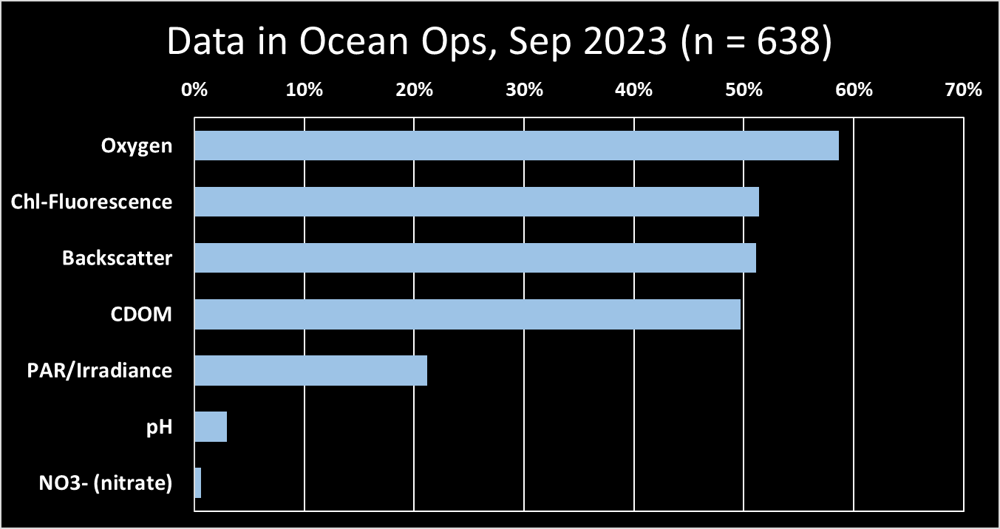 Data in Ocean Ops, Sep 2023 (n = 638)
0% 10% 20% 30% 40% 50% 60% 70%
Oxygen
Chl-Fluorescence
Backscatter
CDOM
PAR/Irradiance
pH
NO3- (nitrate)